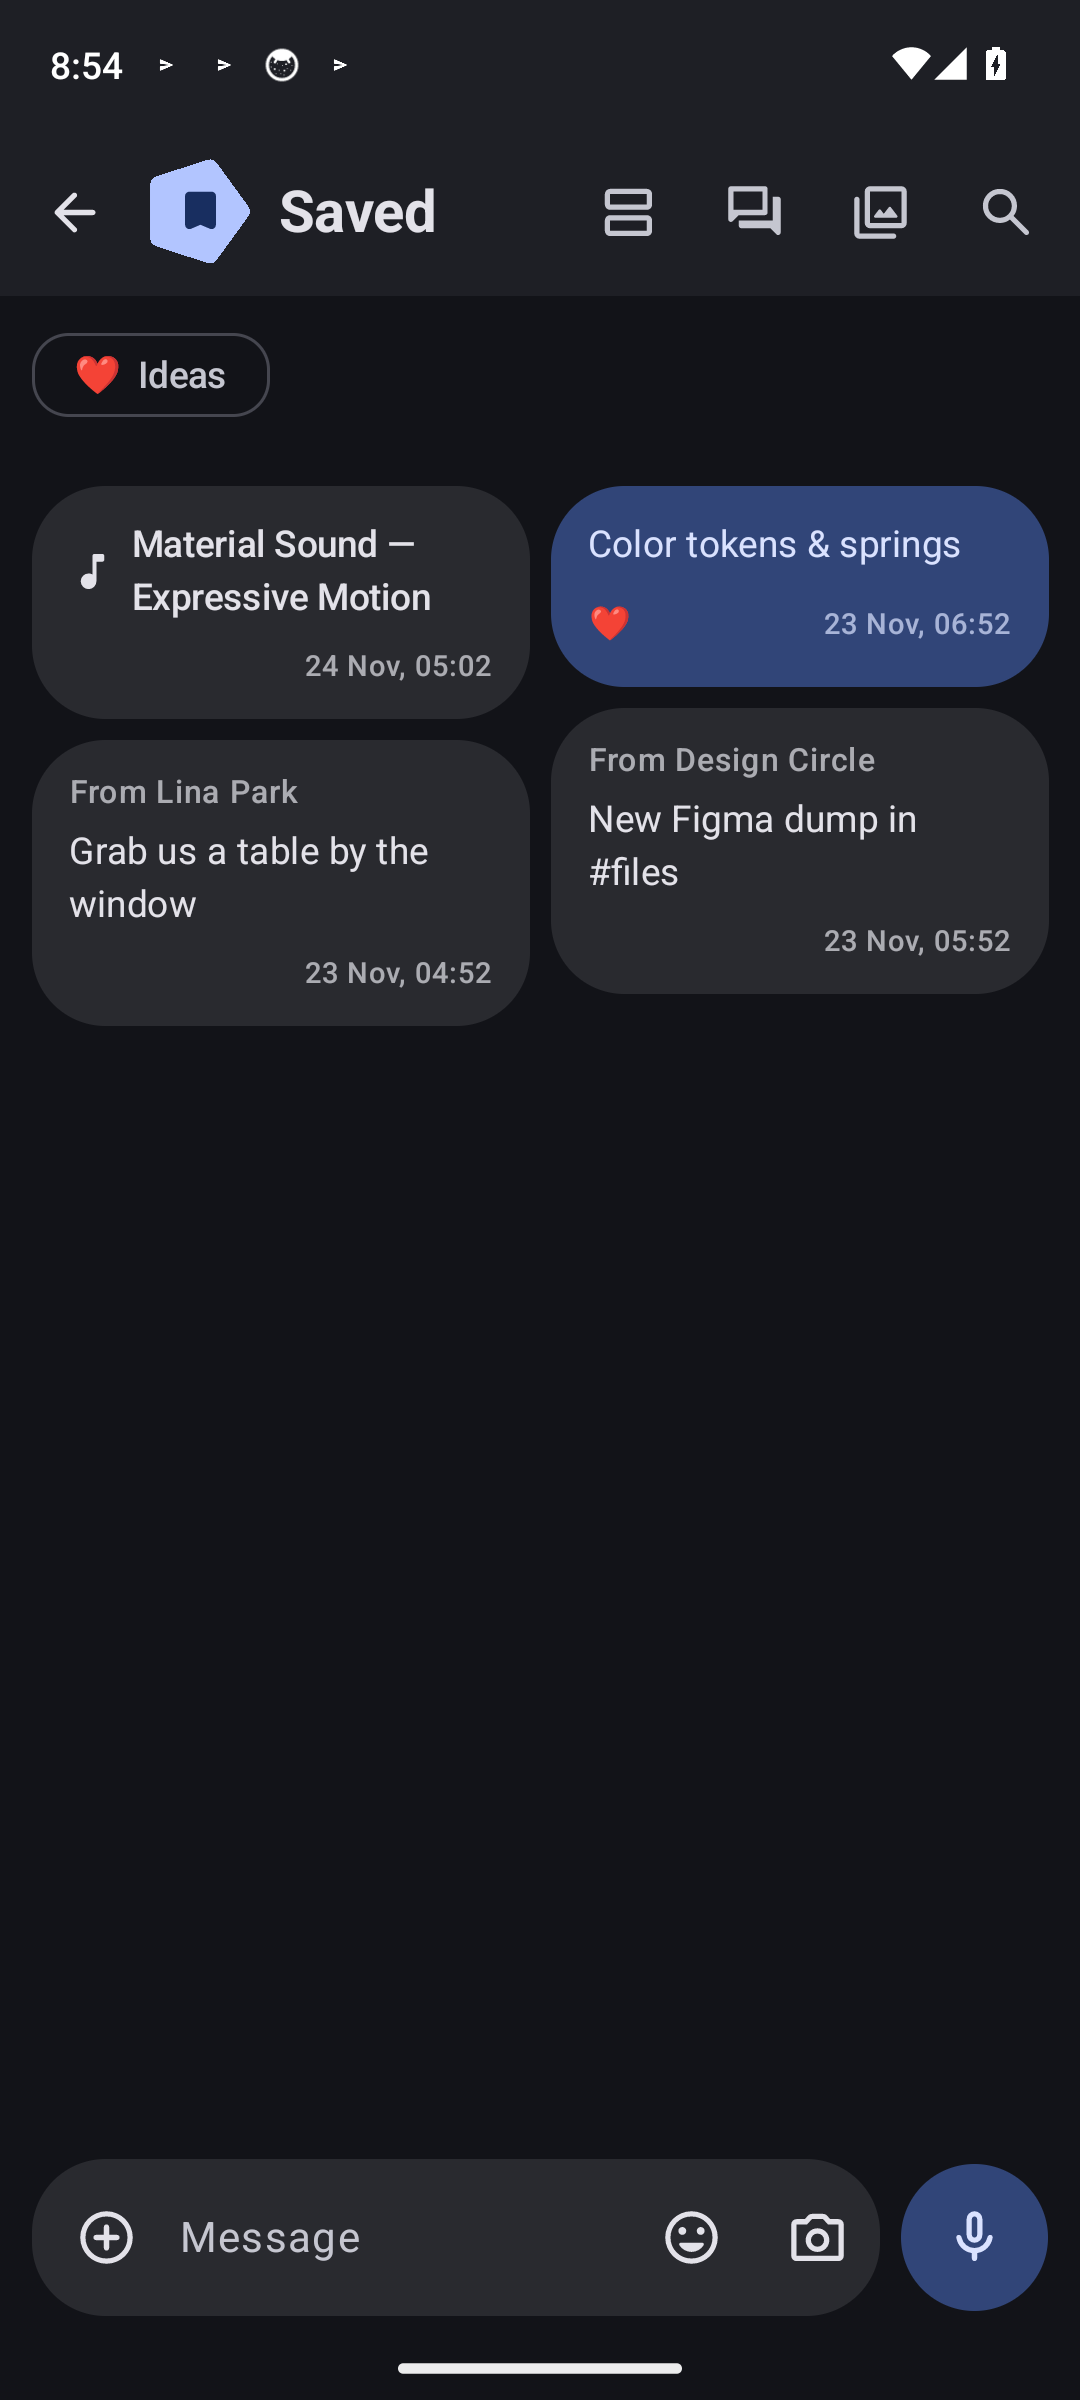 8:54
Saved
❤️ Ideas
Material Sound —
Expressive Motion
24 Nov, 05:02
Color tokens & springs
❤️ 23 Nov, 06:52
From Lina Park
Grab us a table by the
window
23 Nov, 04:52
From Design Circle
New Figma dump in
#files
23 Nov, 05:52
Message